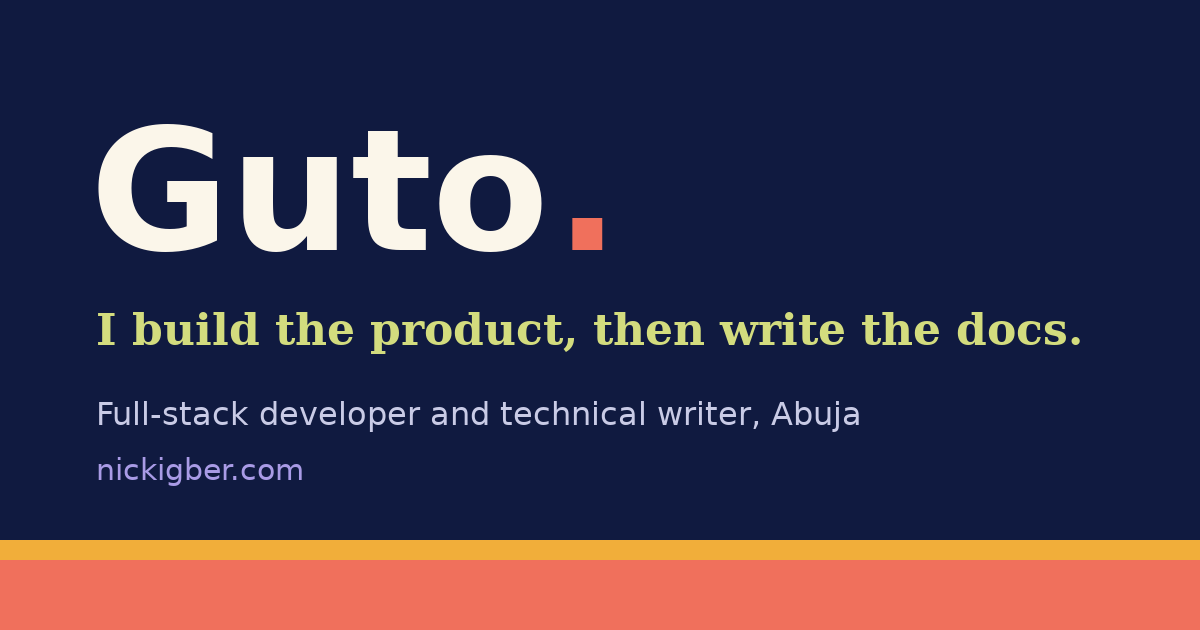 Guto.
I build the product, then write the docs.
Full-stack developer and technical writer, Abuja
nickigber.com